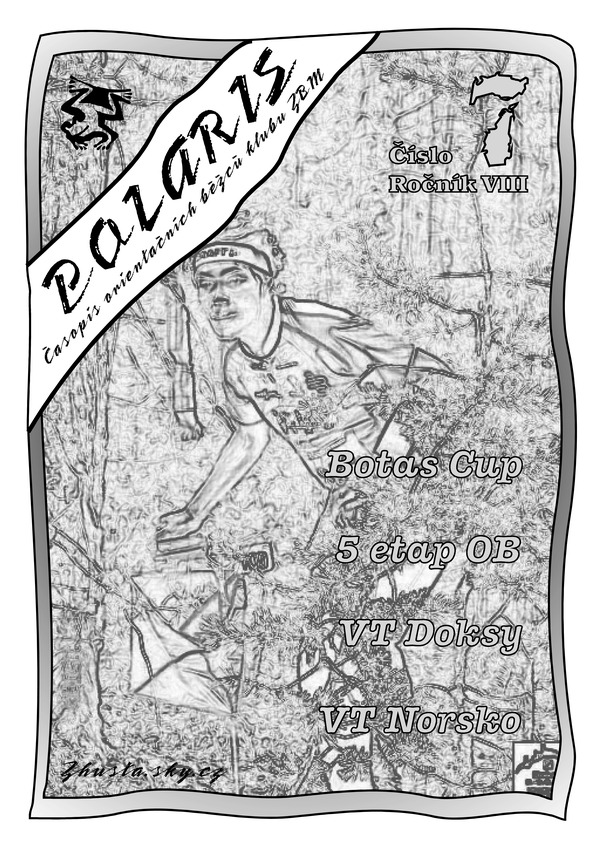 POLARIS
Časopis orientačních běžců klubu ZBM
Číslo 7
Ročník VIII
Botas Cup
5 etap OB
VT Doksy
VT Norsko
Zhusta.sky.cz